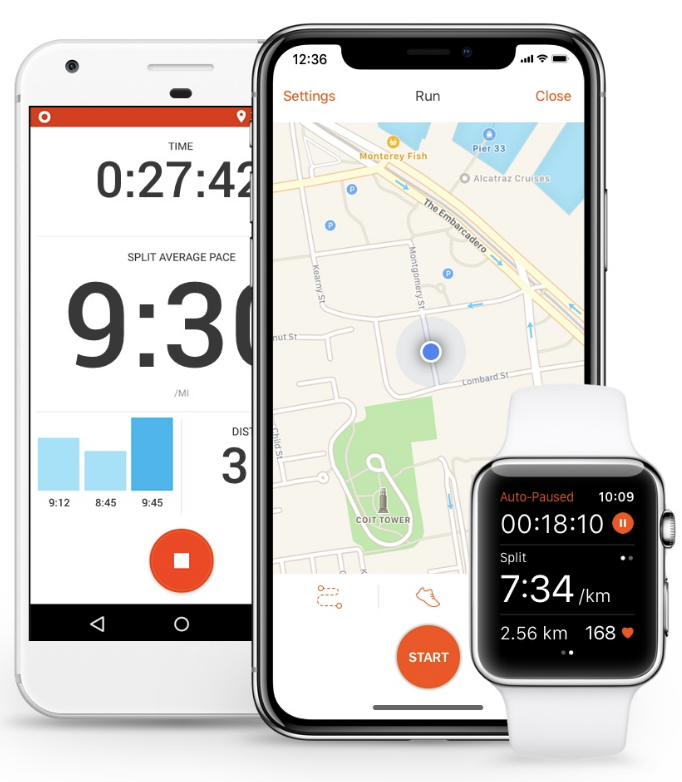 TIME
0:27:42
SPLIT AVERAGE PACE
9:30
/MI
9:12 8:45 9:45
DIST
3
12:36
Settings Run Close
Monterey Fish
Pier 33
P
Alcatraz Cruises
P
The Embarcadero
Montgomery St
Kearny St
P
nut St
Lombard St
Child St
COIT TOWER
START
Auto-Paused 10:09
00:18:10
Split
7:34 /km
2.56 km 168